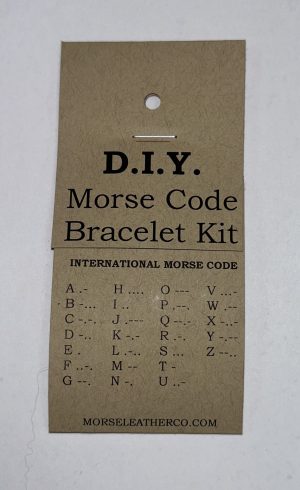 D.I.Y.
Morse Code
Bracelet Kit
INTERNATIONAL MORSE CODE
A .- H .... O --- V ...-
B -... I .. P .--. W .--
C -.-. J .--- Q --.- X -..-
D -.. K -.- R .-. Y -.--
E . L .-.. S ... Z --..
F ..-. M -- T -
G --. N -. U ..-
MORSELEATHERCO.COM